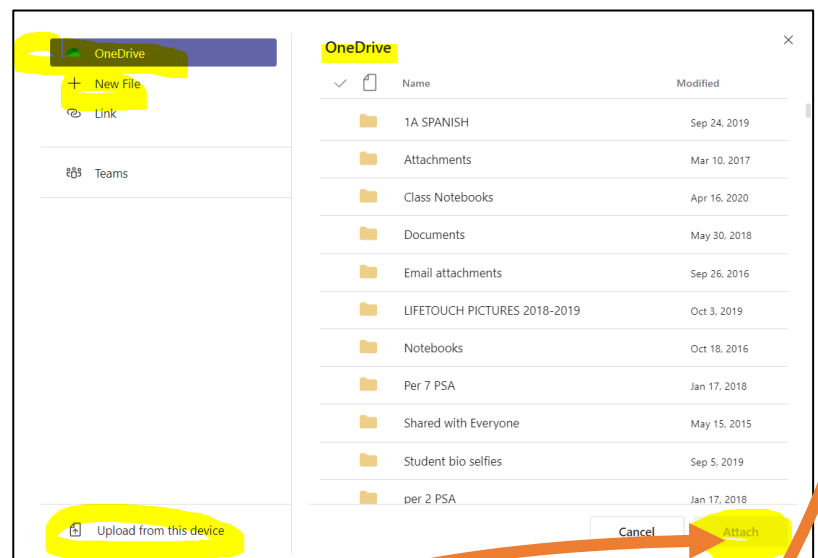 OneDrive
New File
Link
Teams
Upload from this device
OneDrive
Name Modified
1A SPANISH Sep 24, 2019
Attachments Mar 10, 2017
Class Notebooks Apr 16, 2020
Documents May 30, 2018
Email attachments Sep 26, 2016
LIFETOUCH PICTURES 2018-2019 Oct 3, 2019
Notebooks Oct 18, 2016
Per 7 PSA Jan 17, 2018
Shared with Everyone May 15, 2015
Student bio selfies Sep 5, 2019
per 2 PSA Jan 17, 2018
Cancel Attach